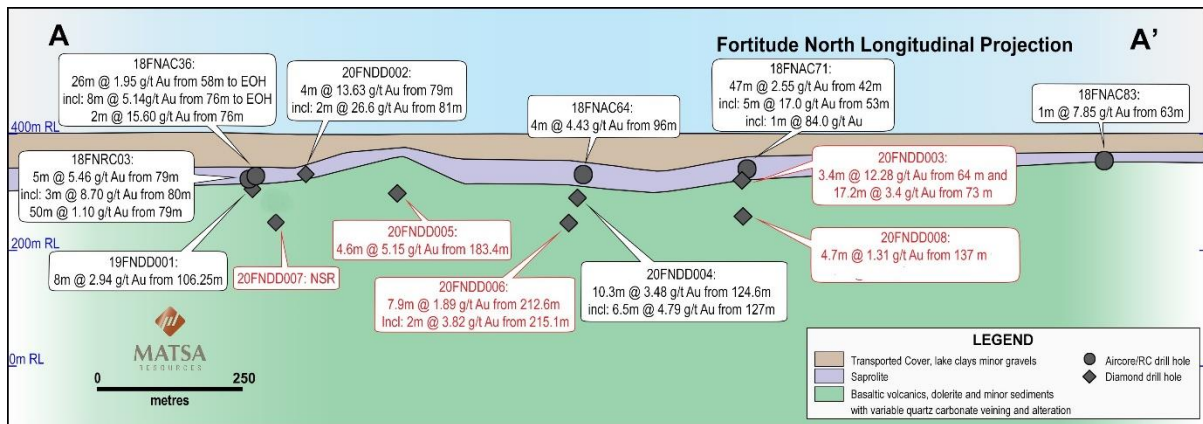 A
Fortitude North Longitudinal Projection
A'
18FNAC36:
26m @ 1.95 g/t Au from 58m to EOH
incl: 8m @ 5.14g/t Au from 76m to EOH
2m @ 15.60 g/t Au from 76m
20FNDD002:
4m @ 13.63 g/t Au from 79m
incl: 2m @ 26.6 g/t Au from 81m
18FNAC64:
4m @ 4.43 g/t Au from 96m
18FNAC71:
47m @ 2.55 g/t Au from 42m
incl: 5m @ 17.0 g/t Au from 53m
incl: 1m @ 84.0 g/t Au
18FNAC83:
1m @ 7.85 g/t Au from 63m
400m RL
18FNRC03:
5m @ 5.46 g/t Au from 79m
incl: 3m @ 8.70 g/t Au from 80m
50m @ 1.10 g/t Au from 79m
20FNDD003:
3.4m @ 12.28 g/t Au from 64 m and
17.2m @ 3.4 g/t Au from 73 m
200m RL
19FNDD001:
8m @ 2.94 g/t Au from 106.25m
20FNDD007: NSR
20FNDD005:
4.6m @ 5.15 g/t Au from 183.4m
20FNDD006:
7.9m @ 1.89 g/t Au from 212.6m
Incl: 2m @ 3.82 g/t Au from 215.1m
20FNDD004:
10.3m @ 3.48 g/t Au from 124.6m
incl: 6.5m @ 4.79 g/t Au from 127m
20FNDD008:
4.7m @ 1.31 g/t Au from 137 m
MATSA
RESOURCES
0m RL
0 250
metres
LEGEND
Transported Cover, lake clays minor gravels
Saprolite
Basaltic volcanics, dolerite and minor sediments
with variable quartz carbonate veining and alteration
Aircore/RC drill hole
Diamond drill hole